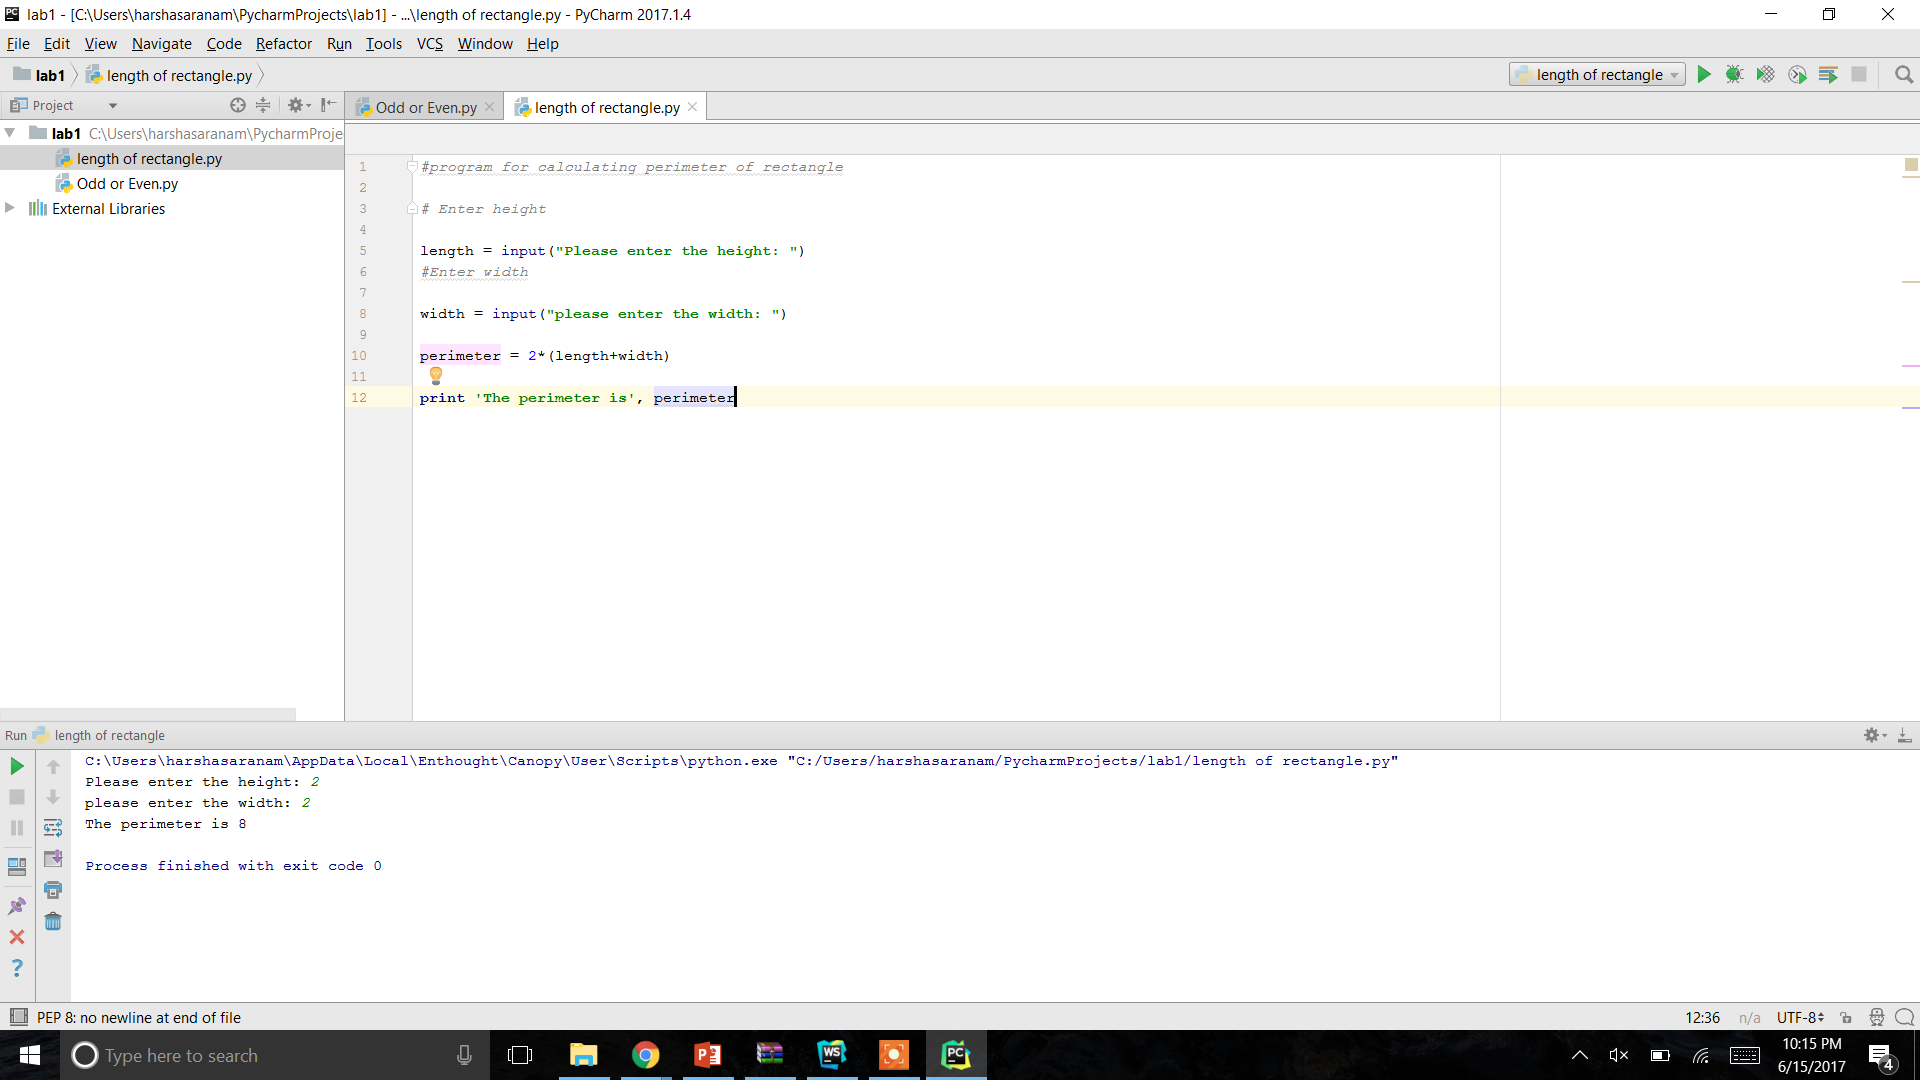 lab1 - [C:\Users\harshasaranam\PycharmProjects\lab1] - ...\length of rectangle.py - PyCharm 2017.1.4
File Edit View Navigate Code Refactor Run Tools VCS Window Help
lab1 length of rectangle.py length of rectangle
Project Odd or Even.py length of rectangle.py
lab1 C:\Users\harshasaranam\PycharmProje
length of rectangle.py
Odd or Even.py
External Libraries
1 #program for calculating perimeter of rectangle
2
3 # Enter height
4
5 length = input("Please enter the height: ")
6 #Enter width
7
8 width = input("please enter the width: ")
9
10 perimeter = 2*(length+width)
11
12 print 'The perimeter is', perimeter
Run length of rectangle
C:\Users\harshasaranam\AppData\Local\Enthought\Canopy\User\Scripts\python.exe "C:/Users/harshasaranam/PycharmProjects/lab1/length of rectangle.py"
Please enter the height: 2
please enter the width: 2
The perimeter is 8
Process finished with exit code 0
PEP 8: no newline at end of file 12:36 n/a UTF-8
Type here to search
10:15 PM
6/15/2017
4